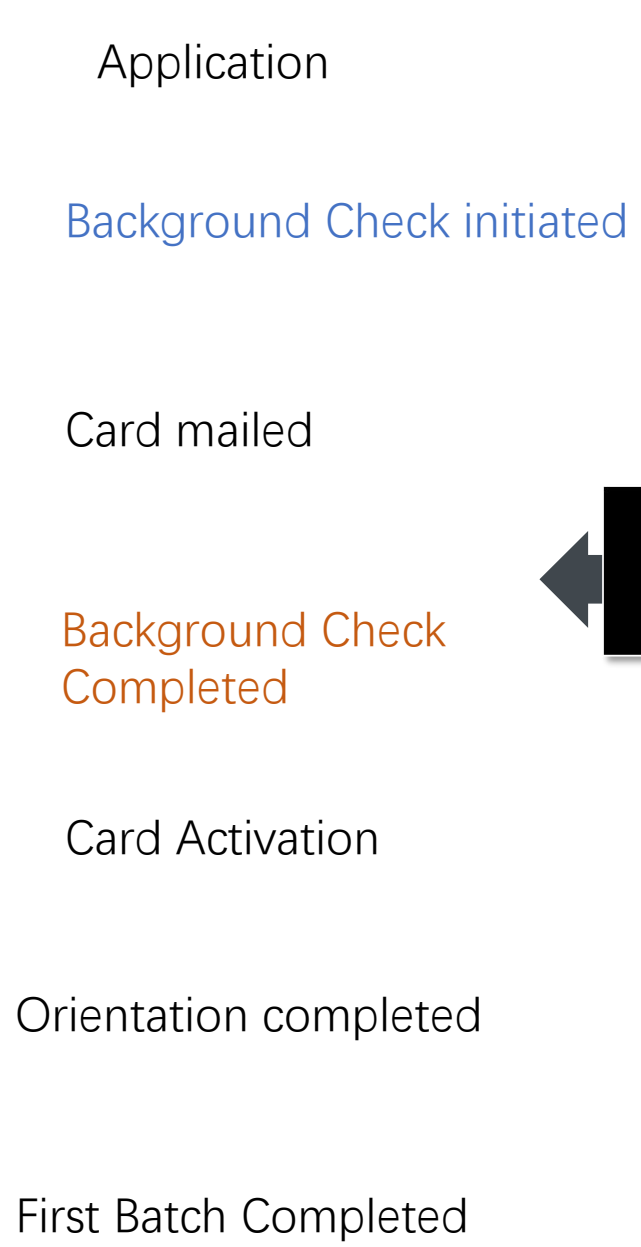 Application
Background Check initiated
Card mailed
Background Check
Completed
Card Activation
Orientation completed
First Batch Completed